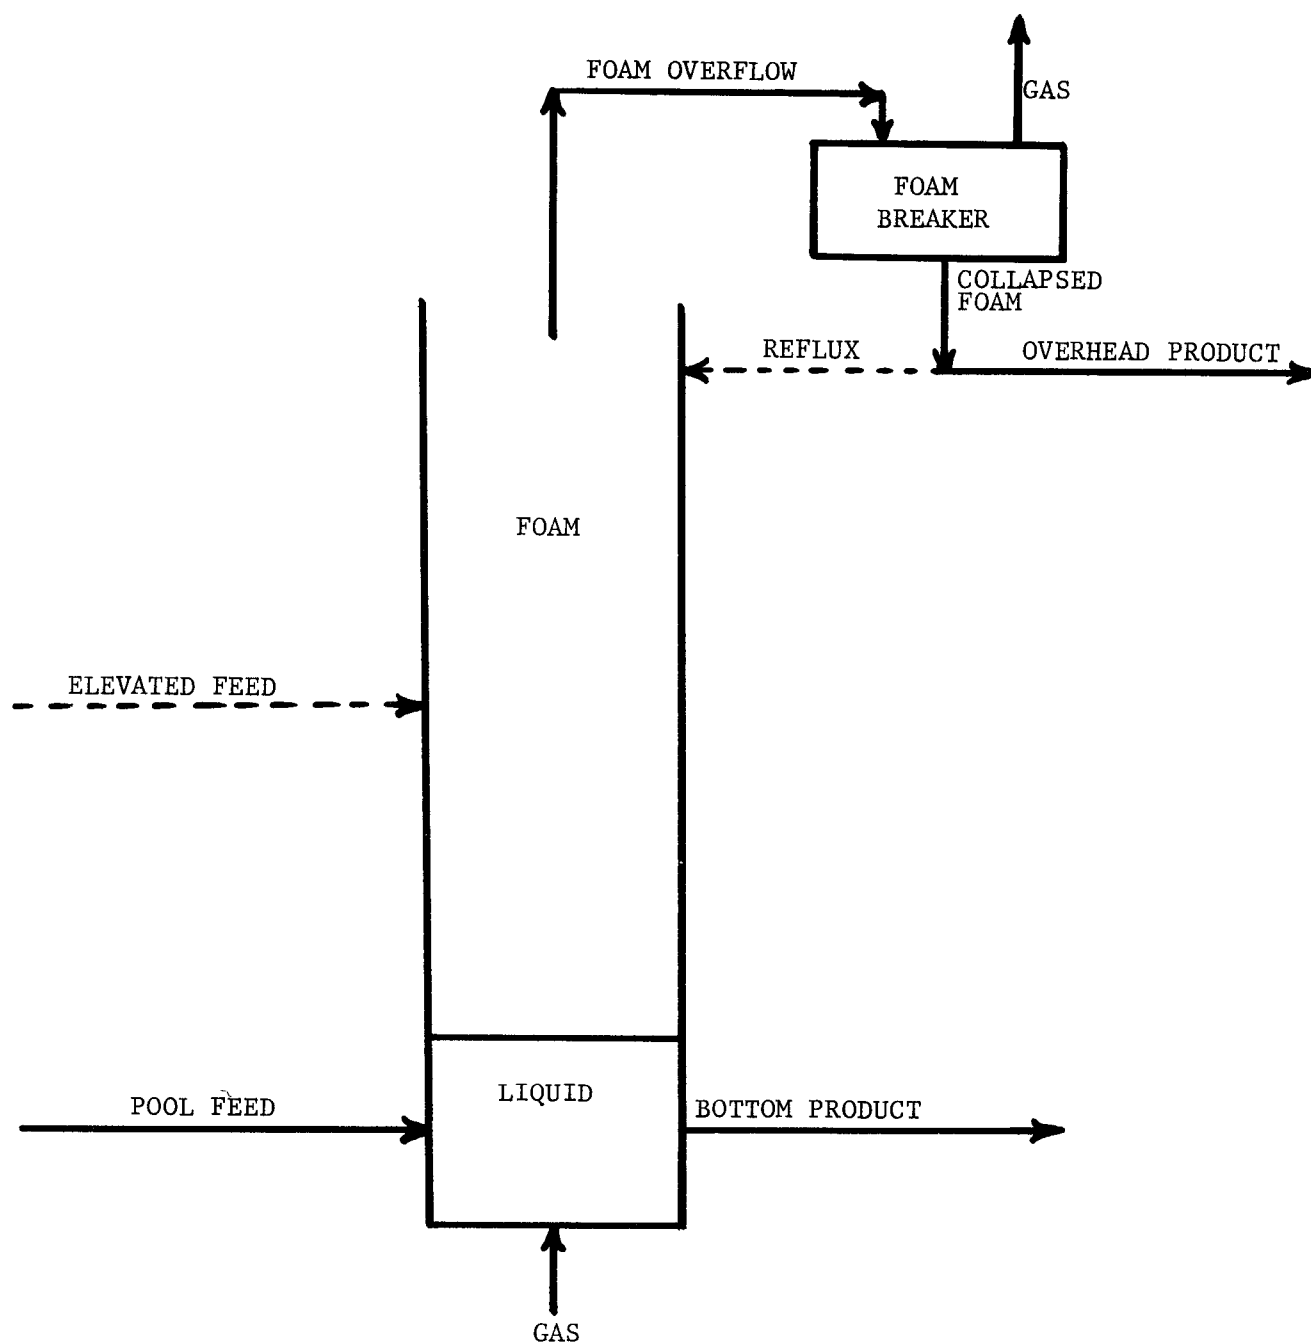 FOAM OVERFLOW
GAS
FOAM
BREAKER
COLLAPSED
FOAM
REFLUX
OVERHEAD PRODUCT
FOAM
ELEVATED FEED
LIQUID
POOL FEED
BOTTOM PRODUCT
GAS